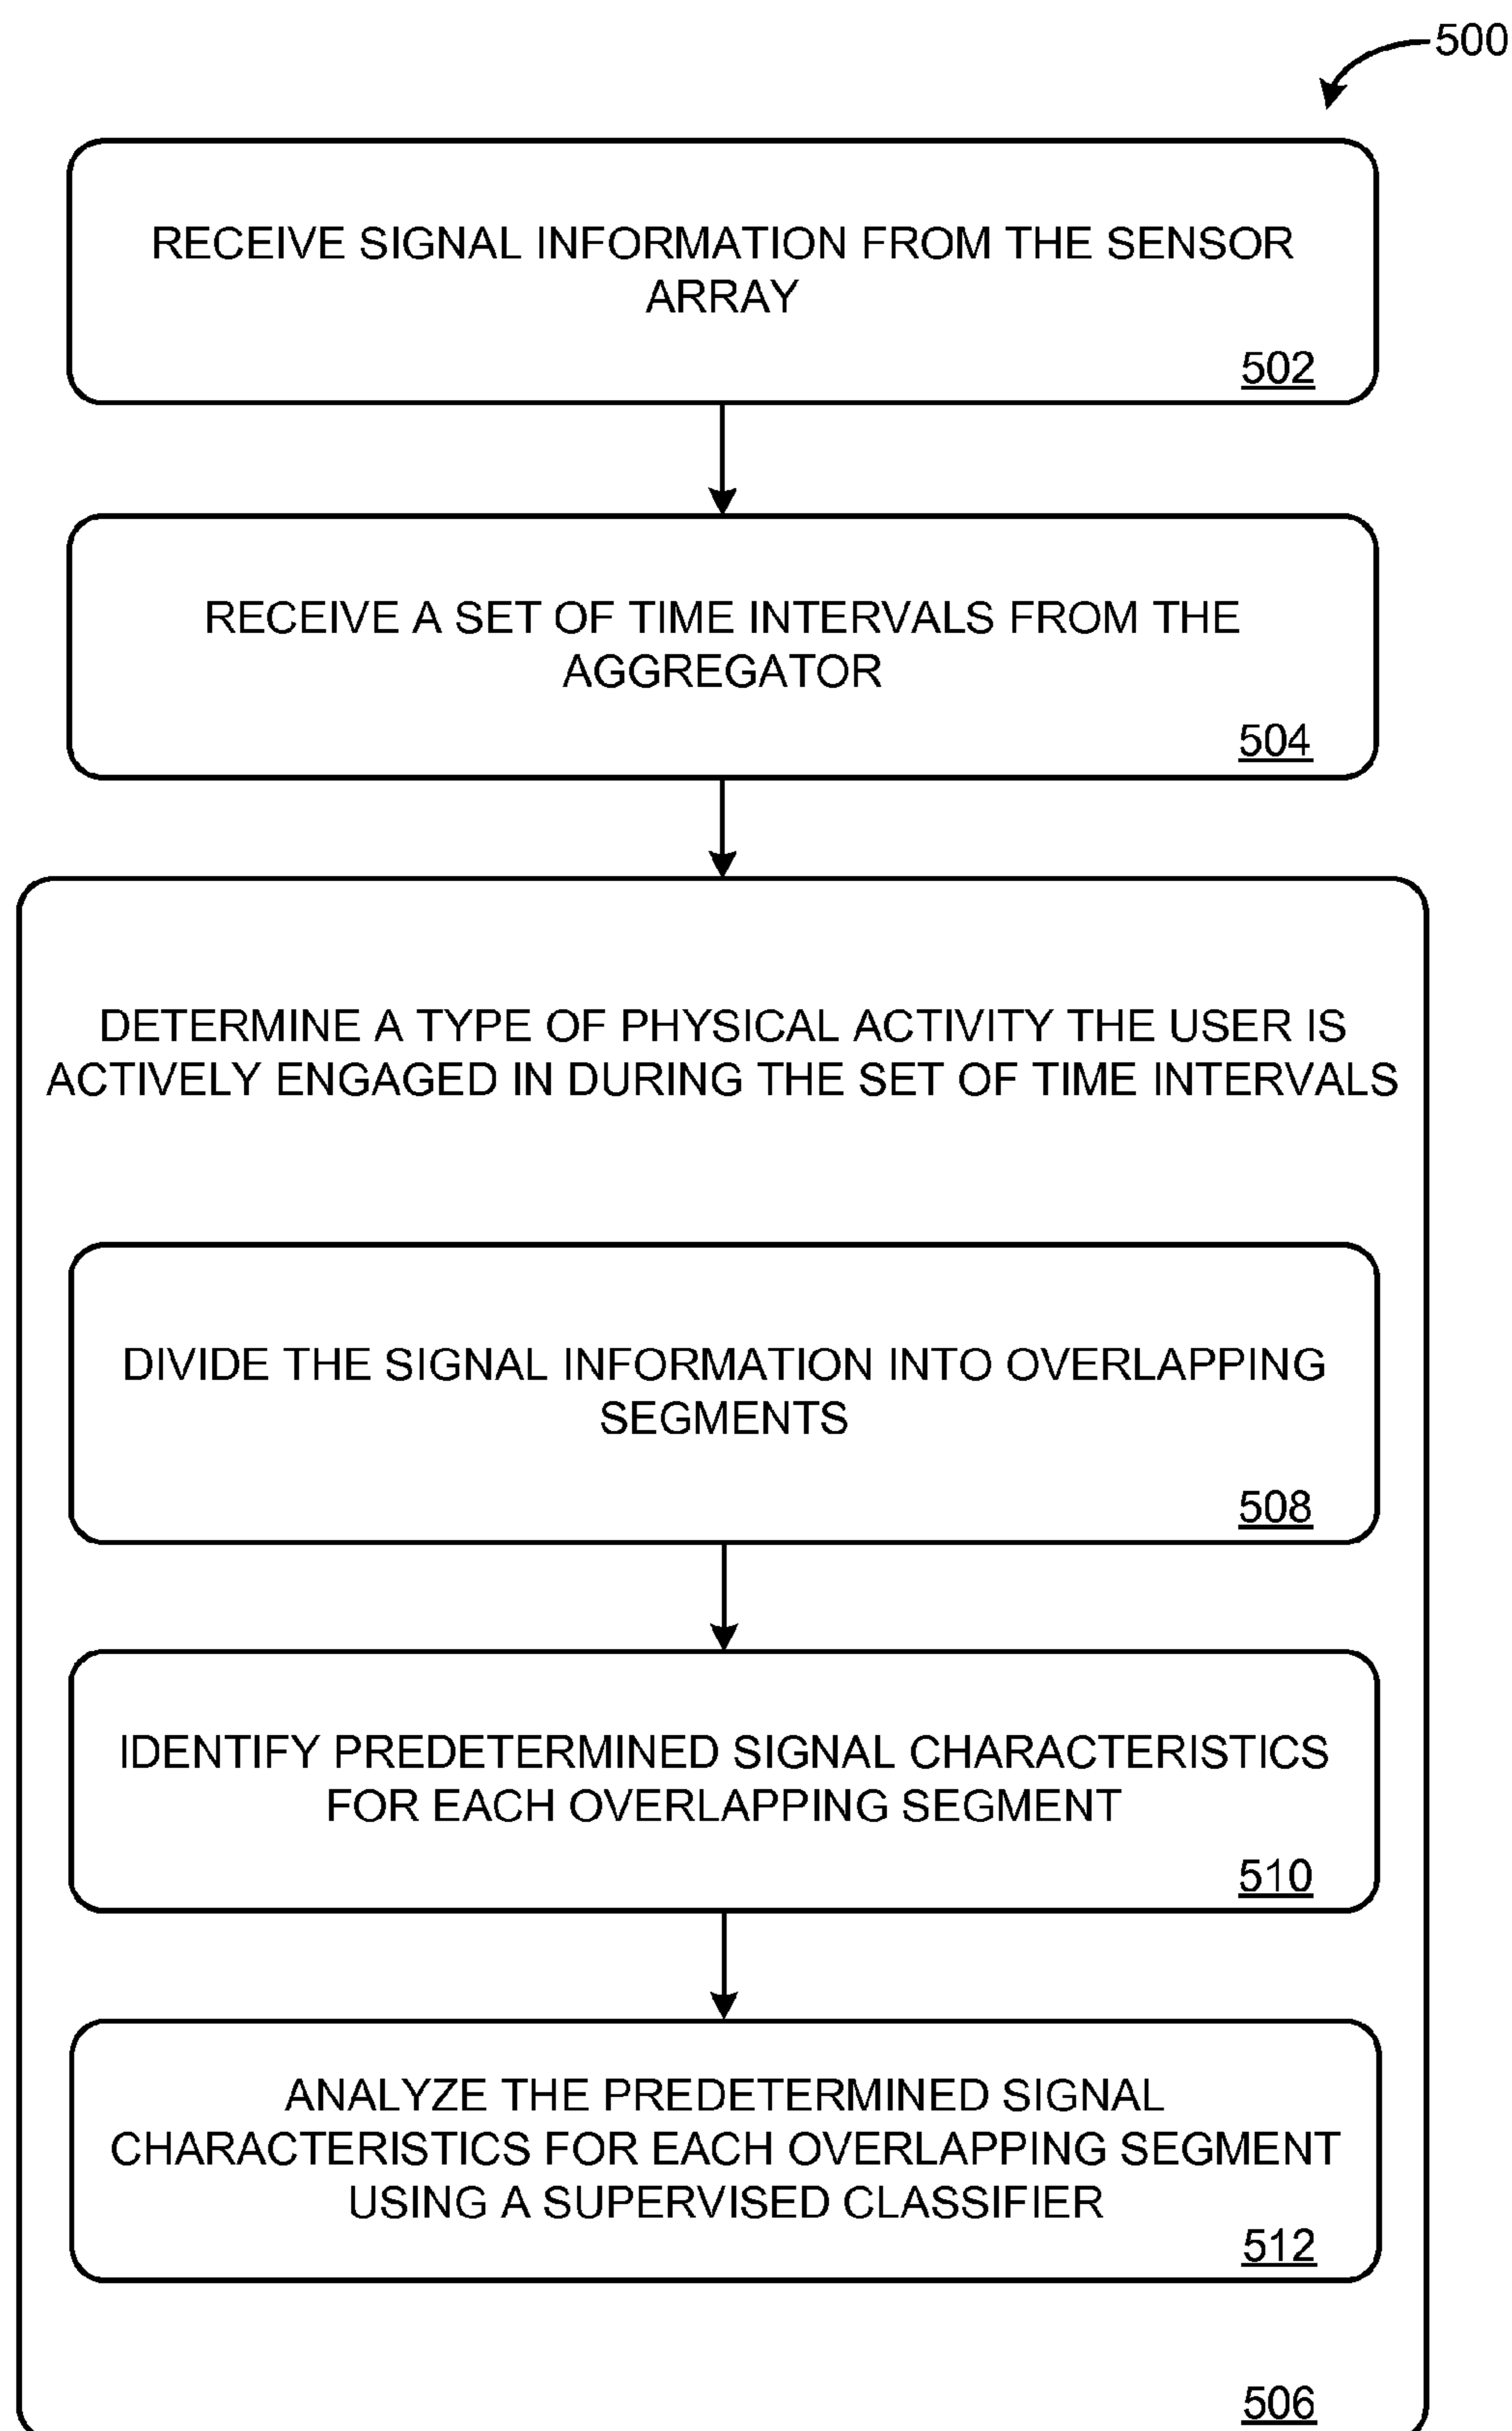 500
RECEIVE SIGNAL INFORMATION FROM THE SENSOR
ARRAY
502
RECEIVE A SET OF TIME INTERVALS FROM THE
AGGREGATOR
504
DETERMINE A TYPE OF PHYSICAL ACTIVITY THE USER IS
ACTIVELY ENGAGED IN DURING THE SET OF TIME INTERVALS
DIVIDE THE SIGNAL INFORMATION INTO OVERLAPPING
SEGMENTS
508
IDENTIFY PREDETERMINED SIGNAL CHARACTERISTICS
FOR EACH OVERLAPPING SEGMENT
510
ANALYZE THE PREDETERMINED SIGNAL
CHARACTERISTICS FOR EACH OVERLAPPING SEGMENT
USING A SUPERVISED CLASSIFIER
512
506